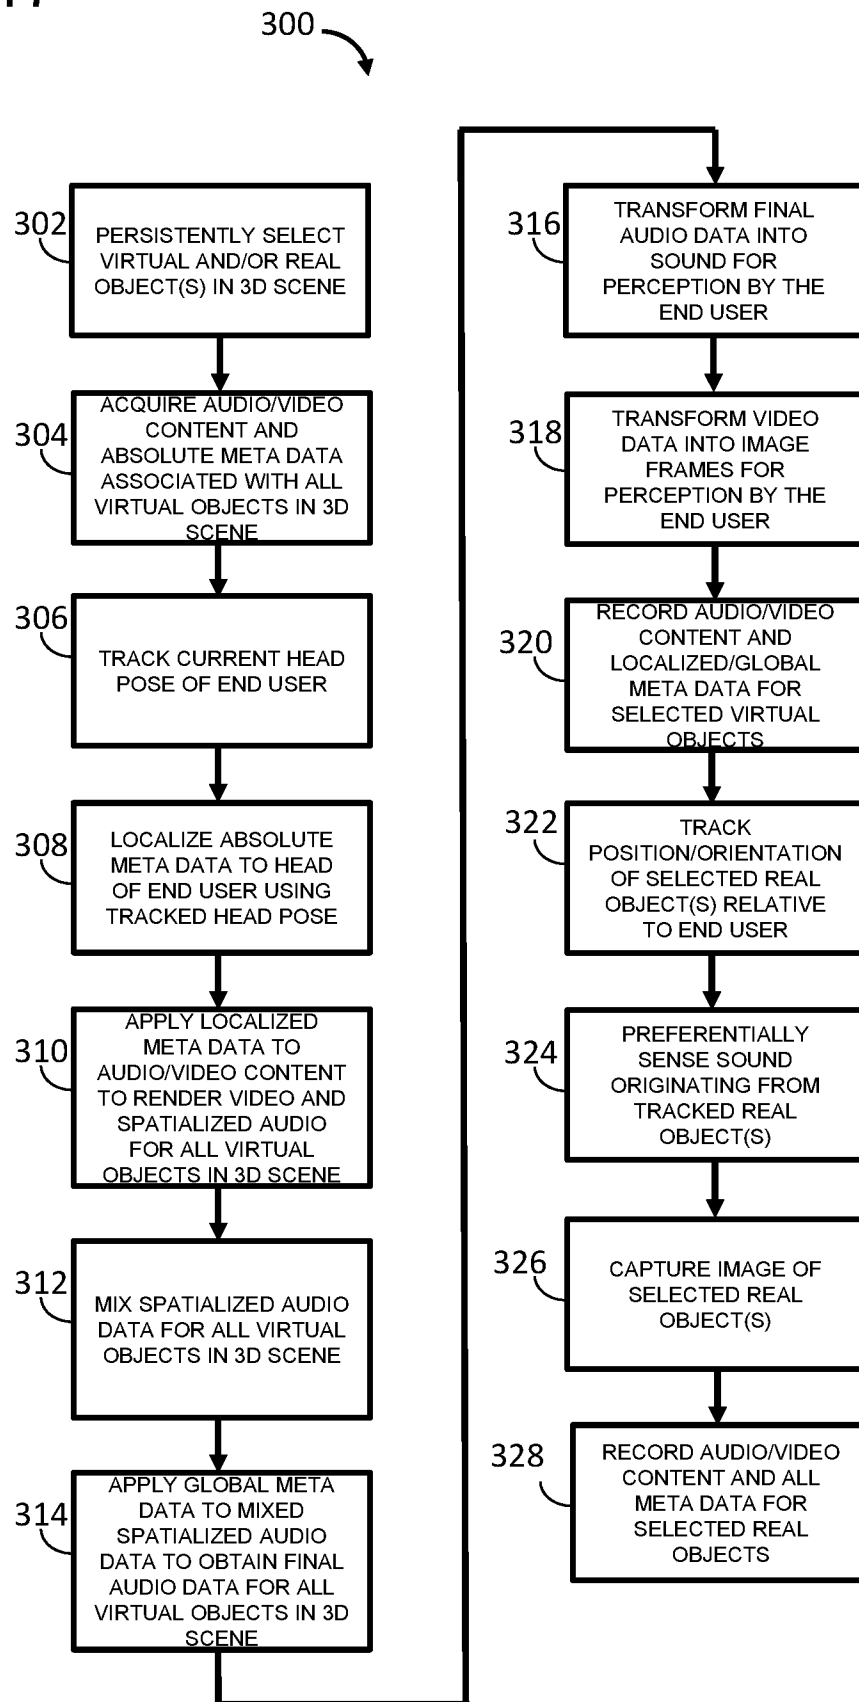 300
302
PERSISTENTLY SELECT
VIRTUAL AND/OR REAL
OBJECT(S) IN 3D SCENE
304
ACQUIRE AUDIO/VIDEO
CONTENT AND
ABSOLUTE META DATA
ASSOCIATED WITH ALL
VIRTUAL OBJECTS IN 3D
SCENE
306
TRACK CURRENT HEAD
POSE OF END USER
308
LOCALIZE ABSOLUTE
META DATA TO HEAD
OF END USER USING
TRACKED HEAD POSE
310
APPLY LOCALIZED
META DATA TO
AUDIO/VIDEO CONTENT
TO RENDER VIDEO AND
SPATIALIZED AUDIO
FOR ALL VIRTUAL
OBJECTS IN 3D SCENE
312
MIX SPATIALIZED AUDIO
DATA FOR ALL VIRTUAL
OBJECTS IN 3D SCENE
314
APPLY GLOBAL META
DATA TO MIXED
SPATIALIZED AUDIO
DATA TO OBTAIN FINAL
AUDIO DATA FOR ALL
VIRTUAL OBJECTS IN 3D
SCENE
316
TRANSFORM FINAL
AUDIO DATA INTO
SOUND FOR
PERCEPTION BY THE
END USER
318
TRANSFORM VIDEO
DATA INTO IMAGE
FRAMES FOR
PERCEPTION BY THE
END USER
320
RECORD AUDIO/VIDEO
CONTENT AND
LOCALIZED/GLOBAL
META DATA FOR
SELECTED VIRTUAL
OBJECTS
322
TRACK
POSITION/ORIENTATION
OF SELECTED REAL
OBJECT(S) RELATIVE
TO END USER
324
PREFERENTIALLY
SENSE SOUND
ORIGINATING FROM
TRACKED REAL
OBJECT(S)
326
CAPTURE IMAGE OF
SELECTED REAL
OBJECT(S)
328
RECORD AUDIO/VIDEO
CONTENT AND ALL
META DATA FOR
SELECTED REAL
OBJECTS